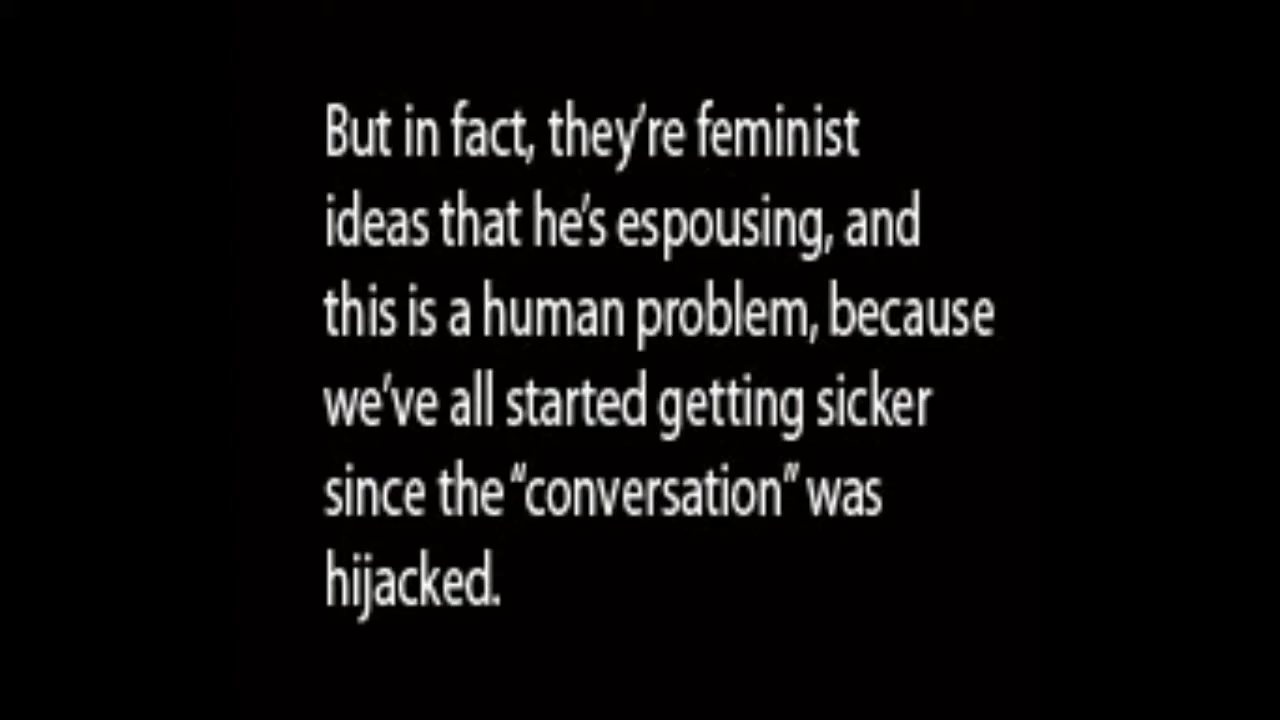 But in fact, they’re feminist
ideas that he’s espousing, and
this is a human problem, because
we’ve all started getting sicker
since the “conversation” was
hijacked.